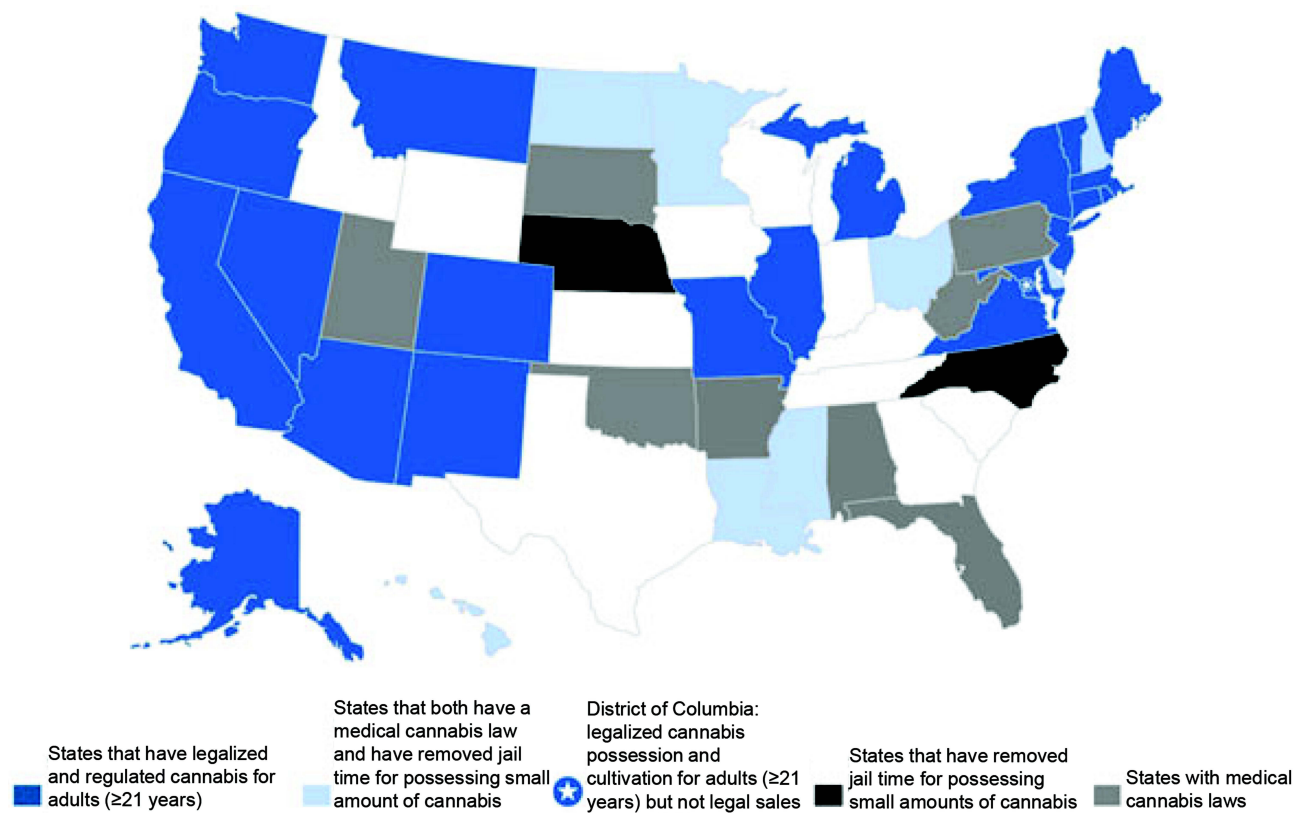 States that have legalized
and regulated cannabis for
adults (≥21 years)
States that both have a
medical cannabis law
and have removed jail
time for possessing small
amount of cannabis
District of Columbia:
legalized cannabis
possession and
cultivation for adults (≥21
years) but not legal sales
States that have removed
jail time for possessing
small amounts of cannabis
States with medical
cannabis laws